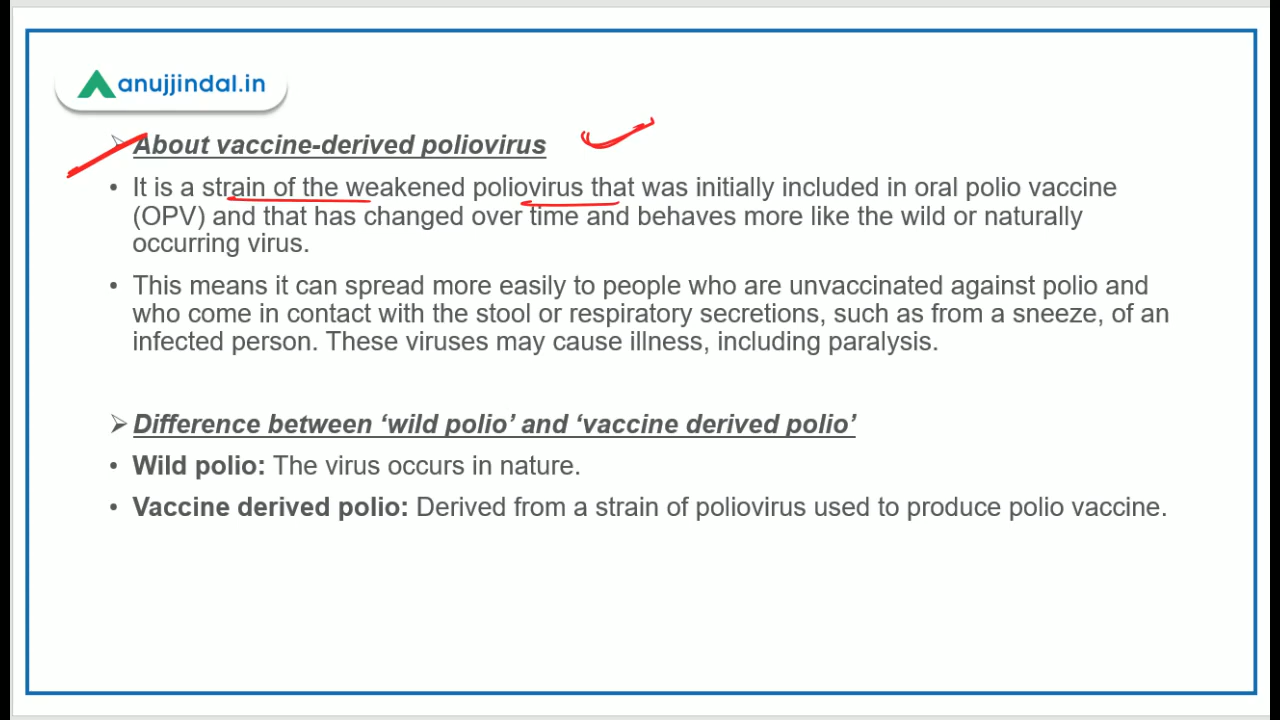 anujjindal.in
➢ About vaccine-derived poliovirus
• It is a strain of the weakened poliovirus that was initially included in oral polio vaccine
(OPV) and that has changed over time and behaves more like the wild or naturally
occurring virus.
• This means it can spread more easily to people who are unvaccinated against polio and
who come in contact with the stool or respiratory secretions, such as from a sneeze, of an
infected person. These viruses may cause illness, including paralysis.
➢ Difference between ‘wild polio’ and ‘vaccine derived polio’
• Wild polio: The virus occurs in nature.
• Vaccine derived polio: Derived from a strain of poliovirus used to produce polio vaccine.